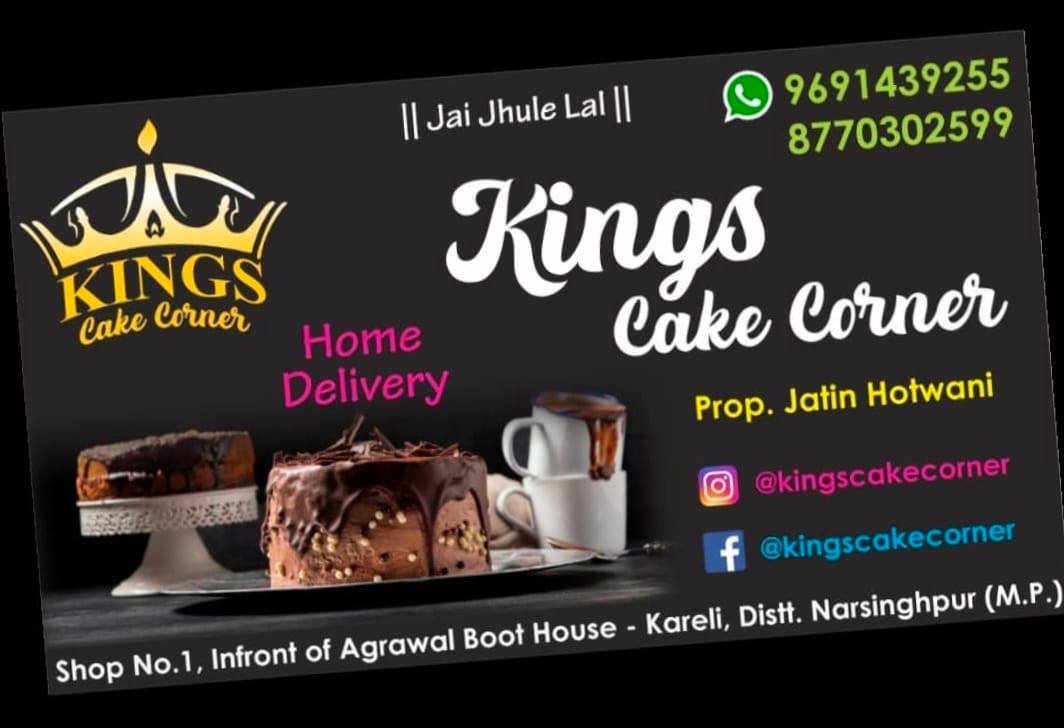 || Jai Jhule Lal ||
9691439255
8770302599
KINGS
Cake Corner
Kings
Cake Corner
Home
Delivery
Prop. Jatin Hotwani
@kingscakecorner
@kingscakecorner
Shop No.1, Infront of Agrawal Boot House - Kareli, Distt. Narsinghpur (M.P.)